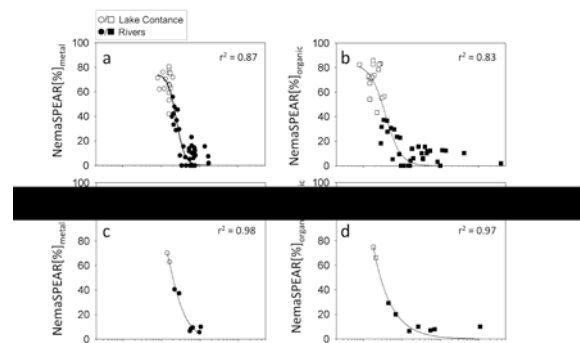 ○/□ Lake Contance
●/■ Rivers
a
r² = 0.87
NemaSPEAR[%]metal
100
80
60
40
20
0
b
r² = 0.83
NemaSPEAR[%]organic
100
80
60
40
20
0
c
r² = 0.98
NemaSPEAR[%]metal
100
80
60
40
20
0
d
r² = 0.97
100
80
60
40
20
0